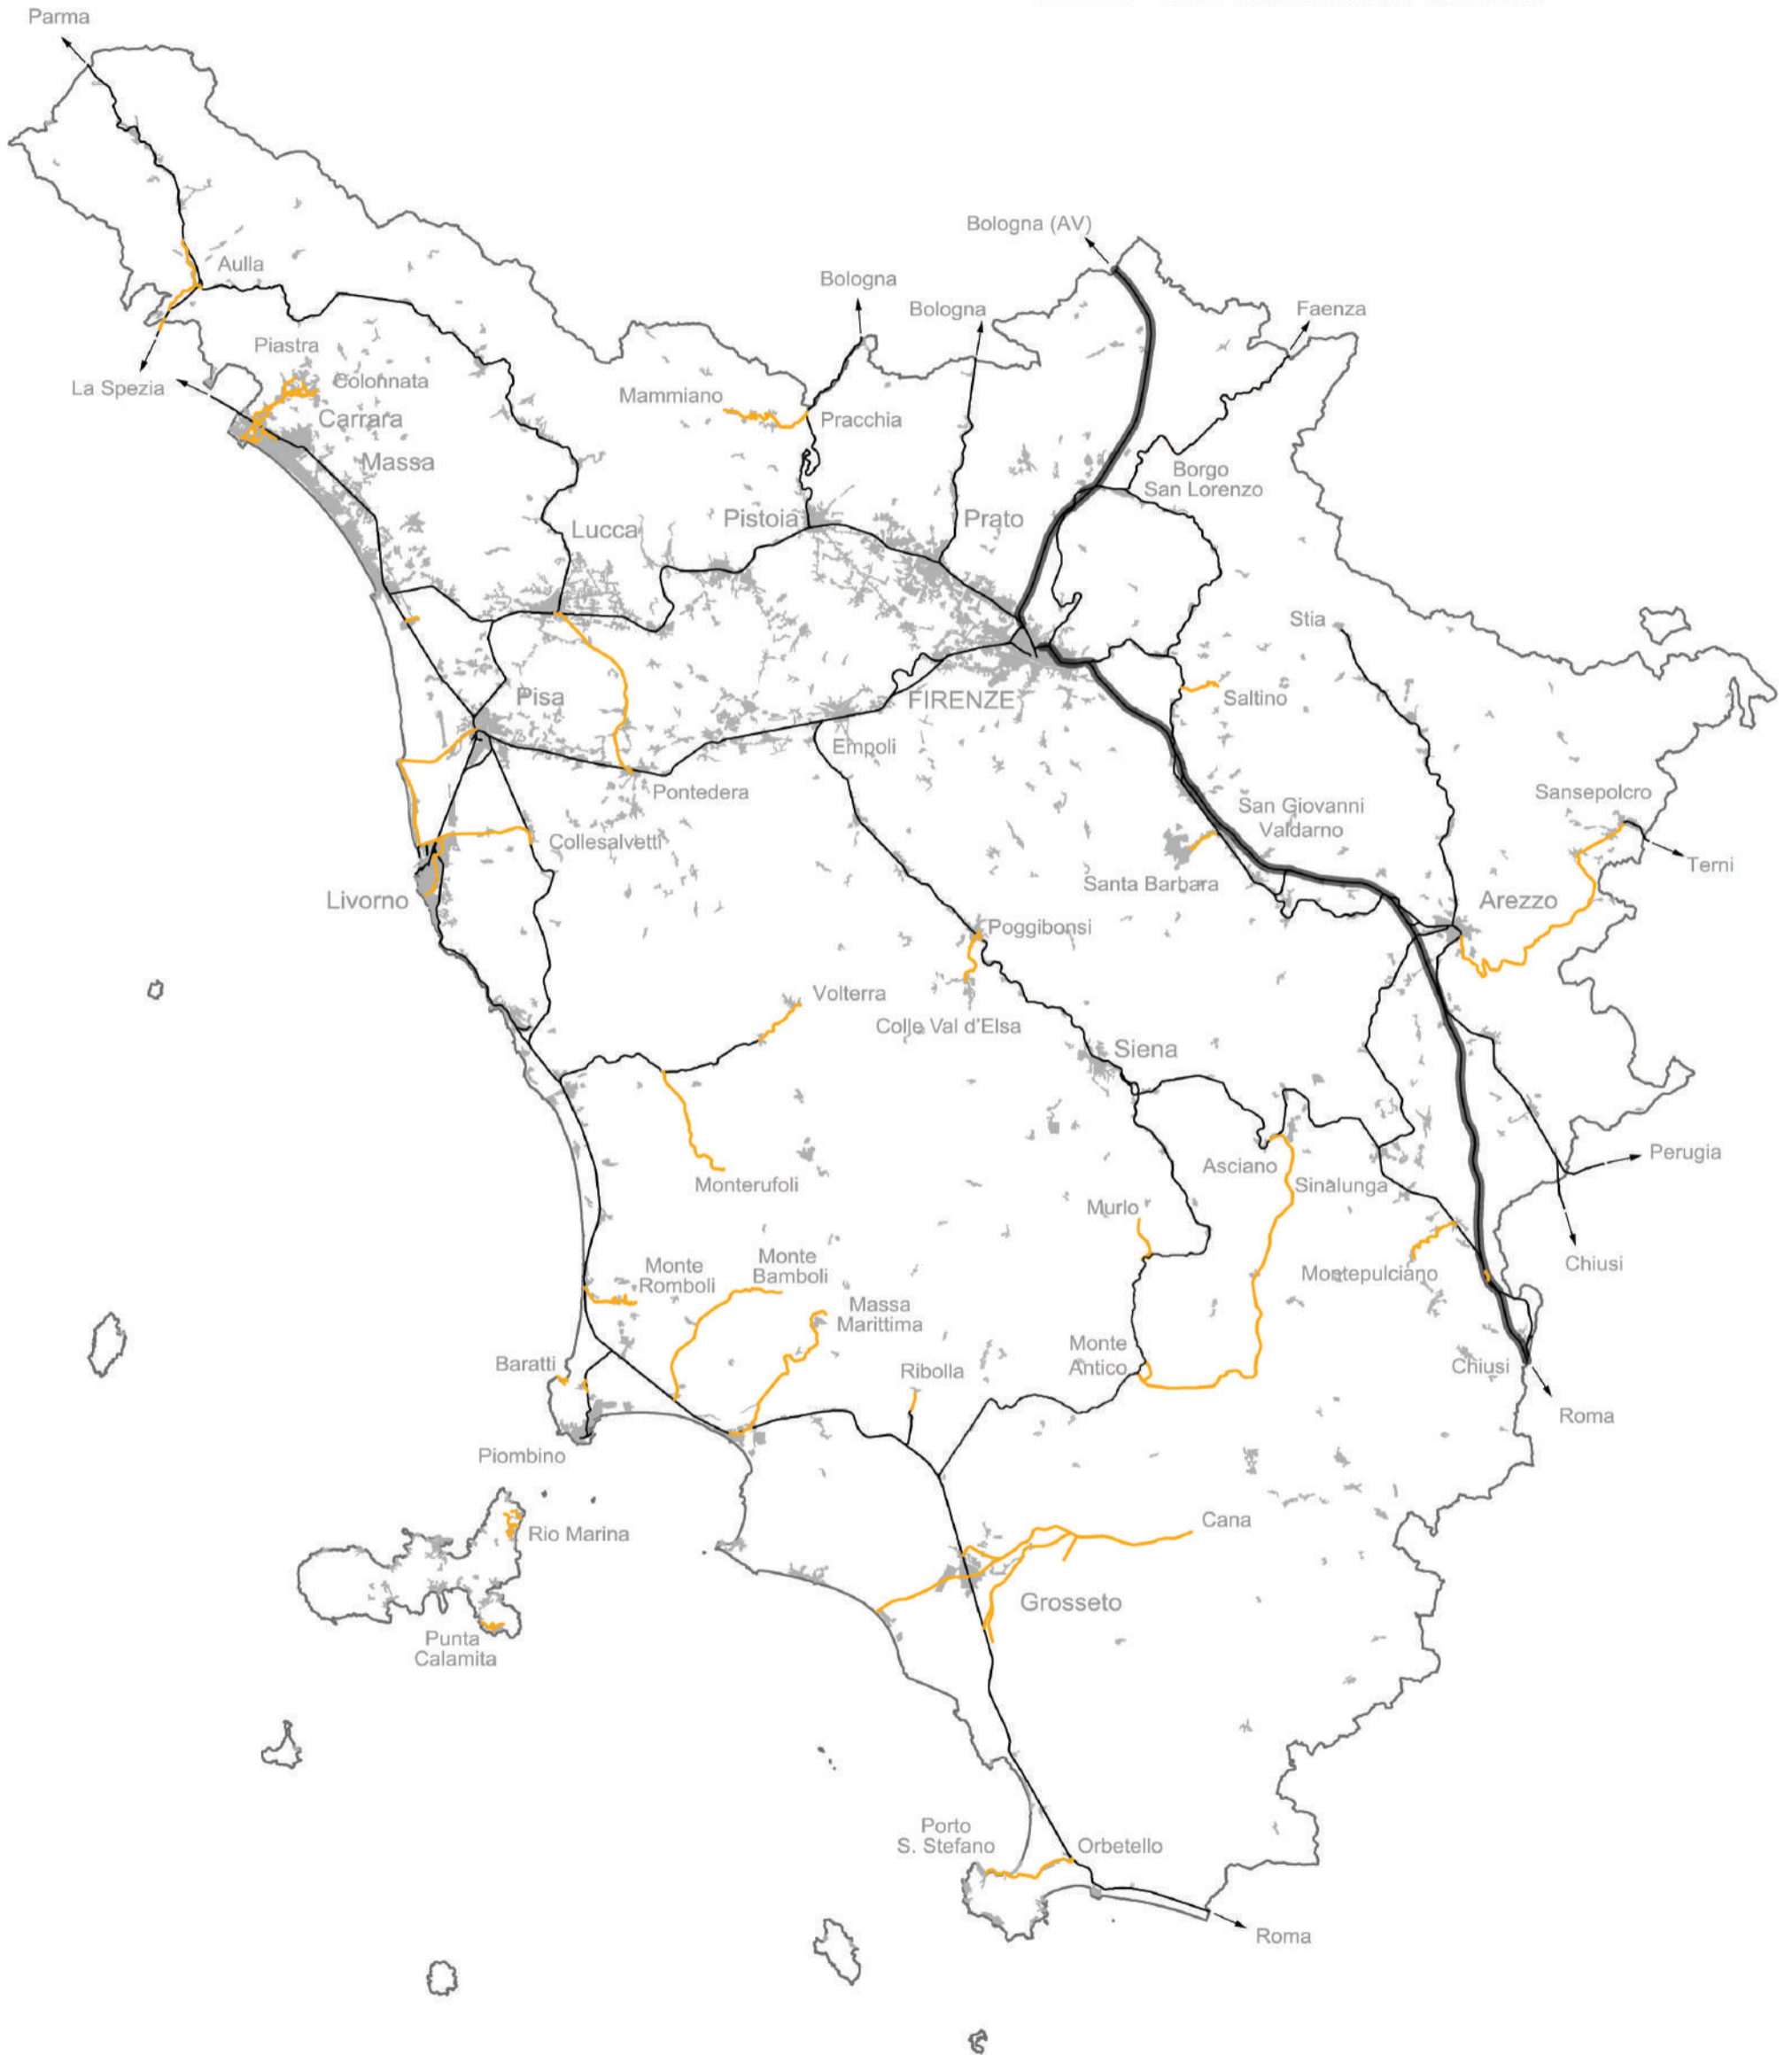 Parma
Bologna (AV)
Aulla
Bologna
Bologna
Faenza
Piastra
La Spezia
Colonnata
Mammiano
Carrara
Pracchia
Massa
Borgo
San Lorenzo
Lucca
Pistoia
Prato
Stia
Pisa
FIRENZE
Saltino
Empoli
Pontedera
Sansepolcro
San Giovanni
Valdarno
Collesalvetti
Terni
Santa Barbara
Livorno
Arezzo
Poggibonsi
Volterra
Colle Val d'Elsa
Siena
Perugia
Asciano
Monterufoli
Sinalunga
Murlo
Monte
Romboli
Monte
Bamboli
Chiusi
Montepulciano
Massa
Marittima
Baratti
Ribolla
Monte
Antico
Chiusi
Roma
Piombino
Cana
Rio Marina
Grosseto
Punta
Calamita
Porto
S. Stefano
Orbetello
Roma